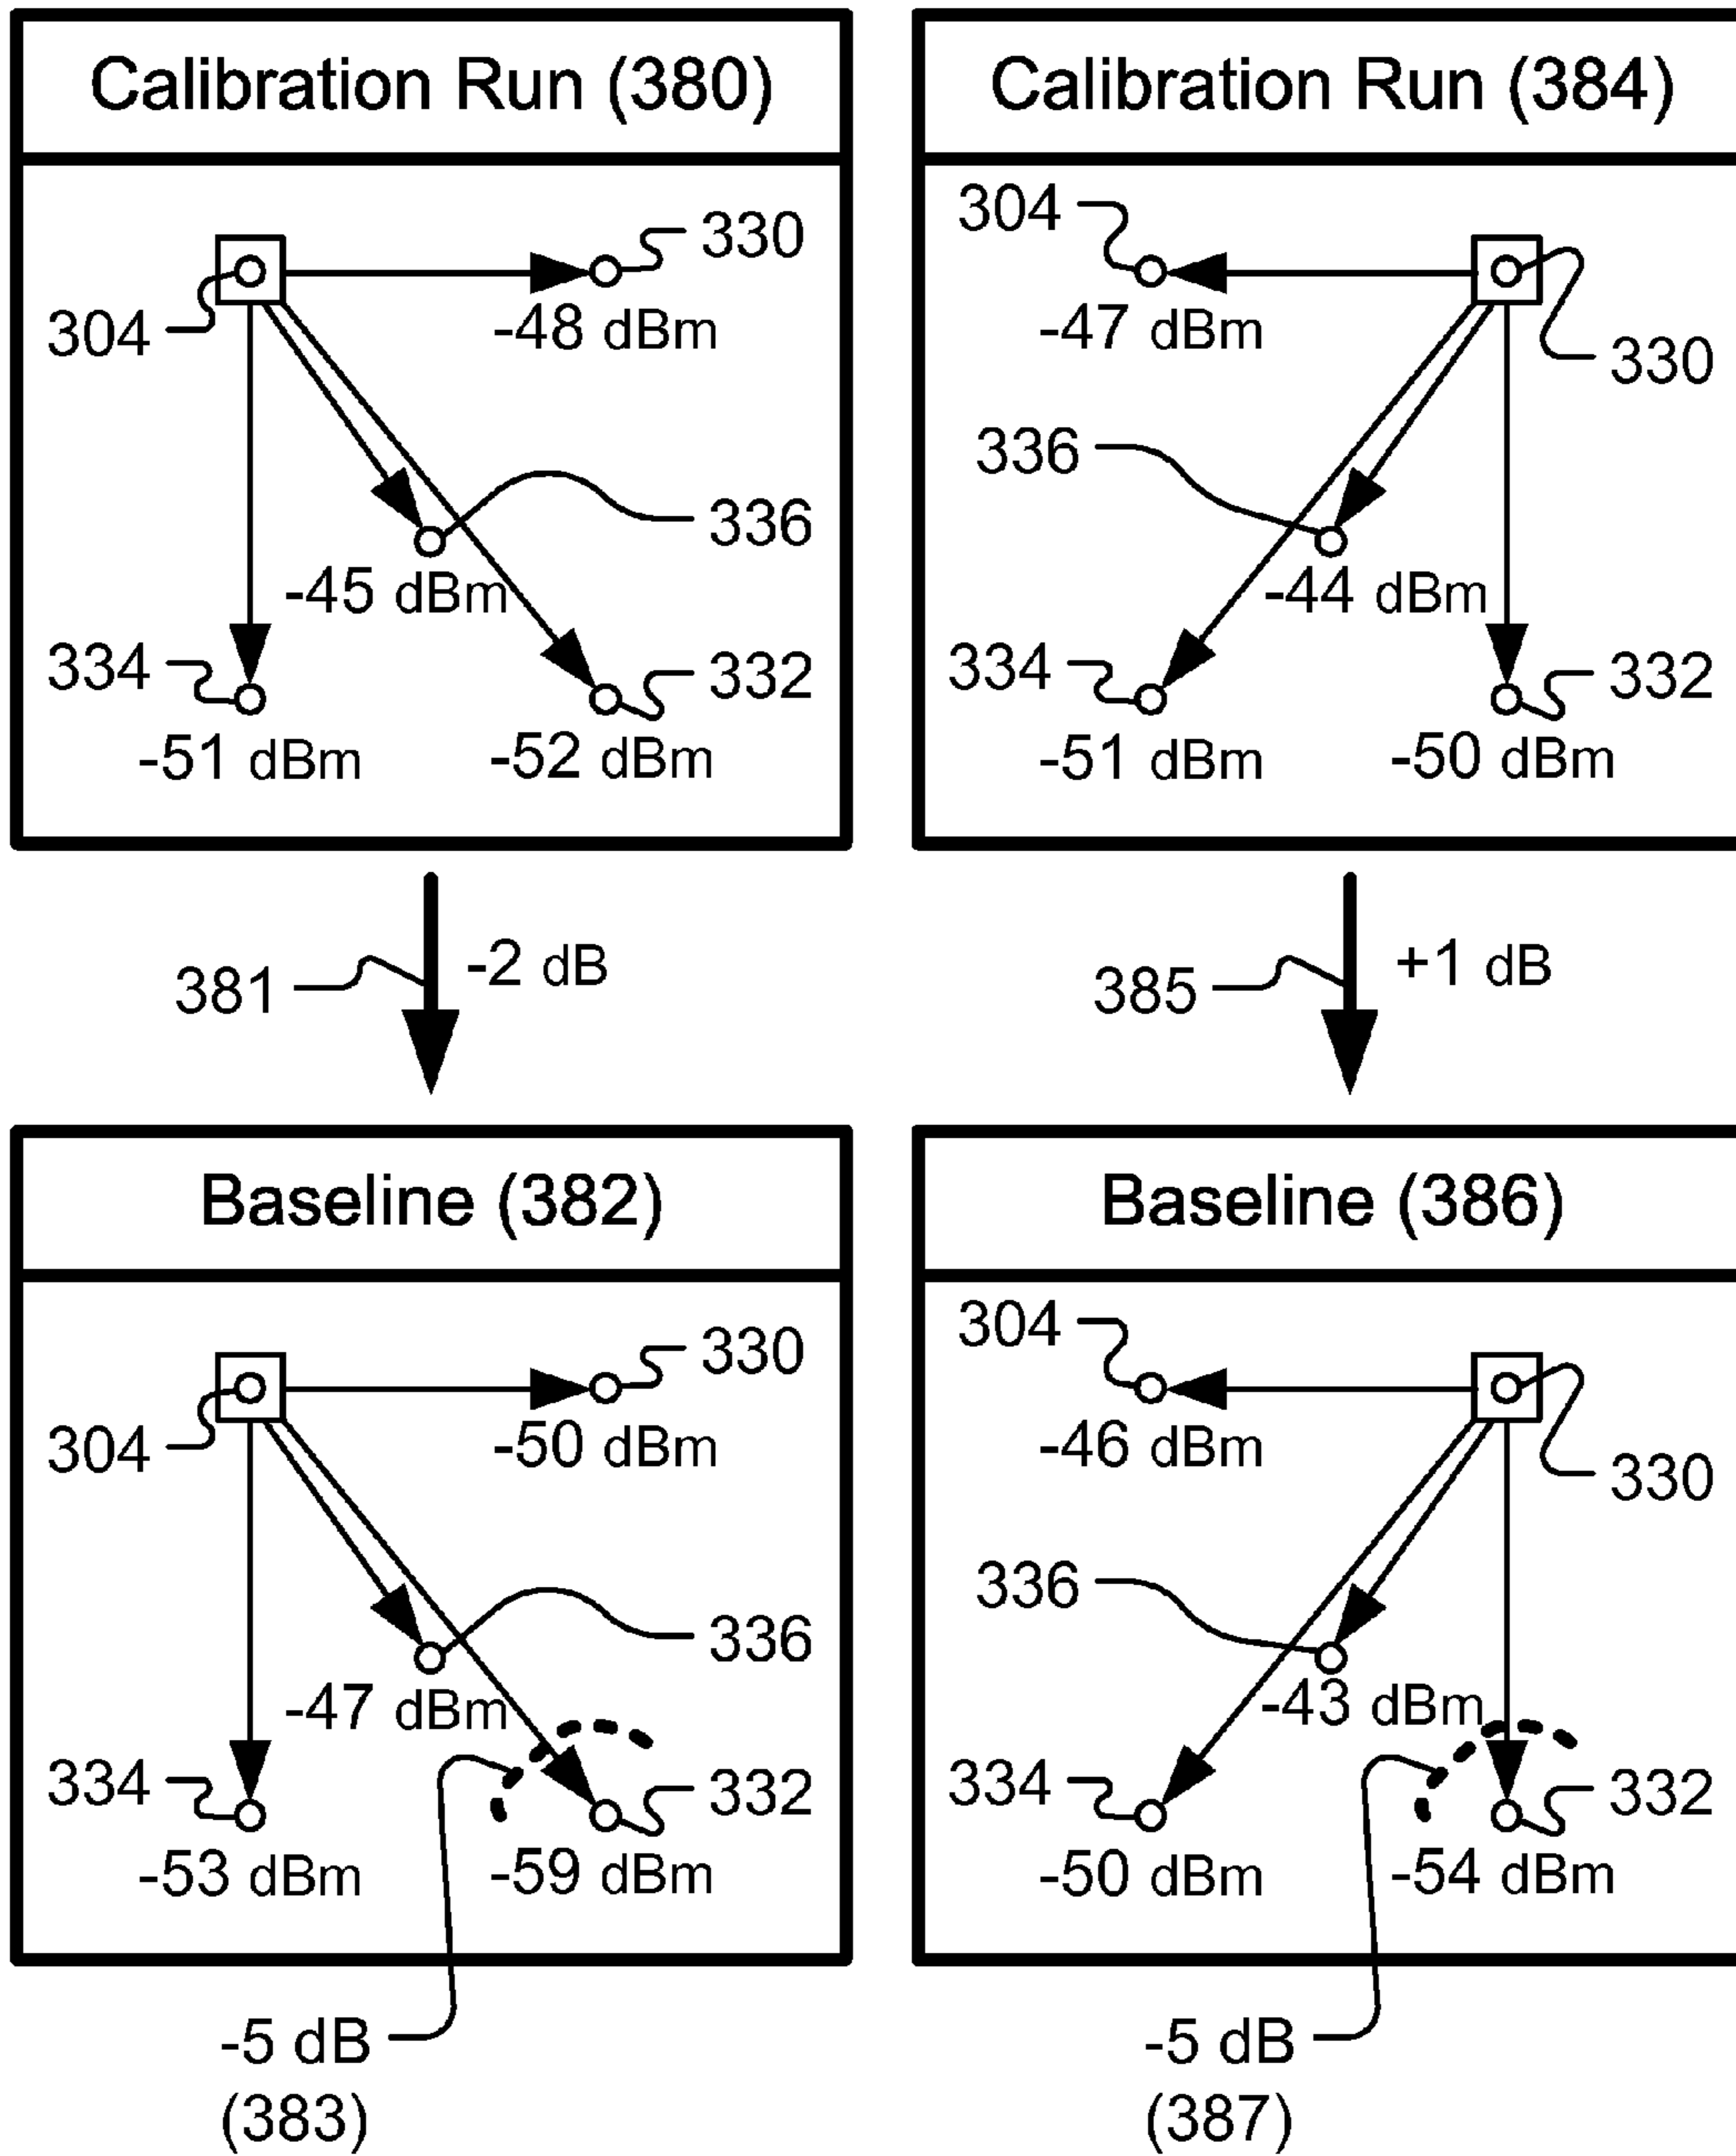 Calibration Run (380)
304
330
-48 dBm
336
-45 dBm
334
332
-51 dBm
-52 dBm
Calibration Run (384)
304
-47 dBm
330
336
-44 dBm
334
332
-51 dBm
-50 dBm
381
-2 dB
385
+1 dB
Baseline (382)
330
304
-50 dBm
336
-47 dBm
334
332
-53 dBm
-59 dBm
-5 dB
(383)
Baseline (386)
304
-46 dBm
330
336
-43 dBm
334
332
-50 dBm
-54 dBm
-5 dB
(387)